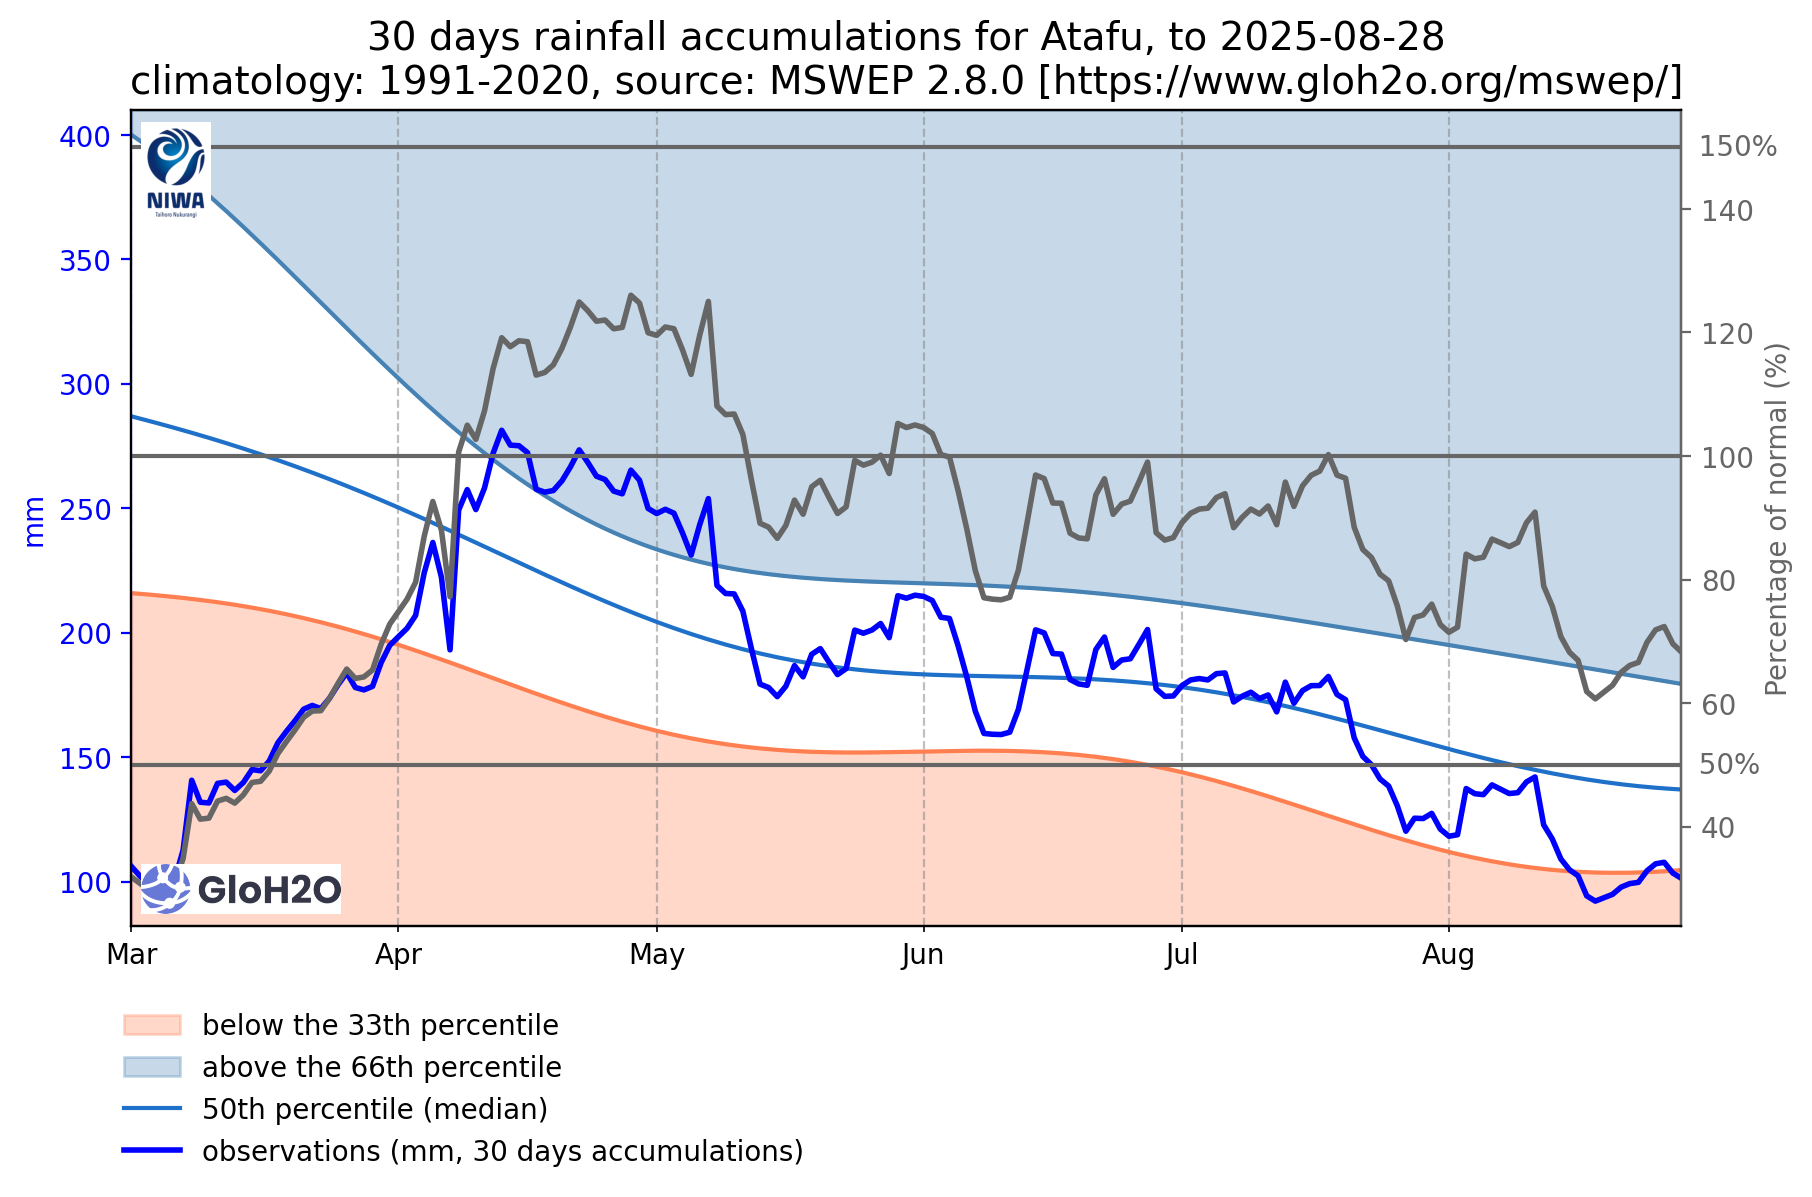 30 days rainfall accumulations for Atafu, to 2025-08-28
climatology: 1991-2020, source: MSWEP 2.8.0 [https://www.gloh2o.org/mswep/]
400
350
300
250
200
150
100
mm
NIWA
Taihoro Nukurangi
GloH2O
150%
140
120
100
80
60
50%
40
Percentage of normal (%)
Mar
Apr
May
Jun
Jul
Aug
below the 33th percentile
above the 66th percentile
50th percentile (median)
observations (mm, 30 days accumulations)